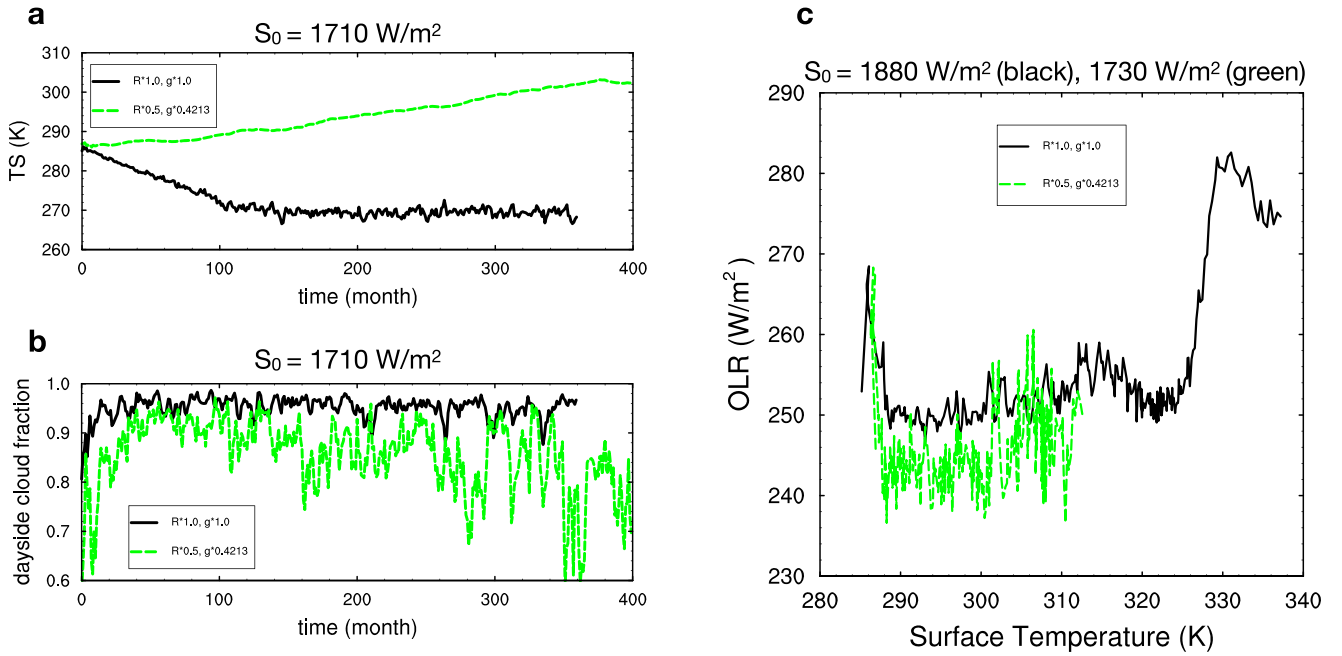 a
S₀ = 1710 W/m²
310
300
290
280
270
260
TS (K)
R*1.0, g*1.0
R*0.5, g*0.4213
0
100
200
300
400
time (month)
b
S₀ = 1710 W/m²
1.0
0.9
0.8
0.7
0.6
dayside cloud fraction
R*1.0, g*1.0
R*0.5, g*0.4213
0
100
200
300
400
time (month)
c
S₀ = 1880 W/m² (black), 1730 W/m² (green)
290
280
270
260
250
240
230
OLR (W/m²)
R*1.0, g*1.0
R*0.5, g*0.4213
280
290
300
310
320
330
340
Surface Temperature (K)